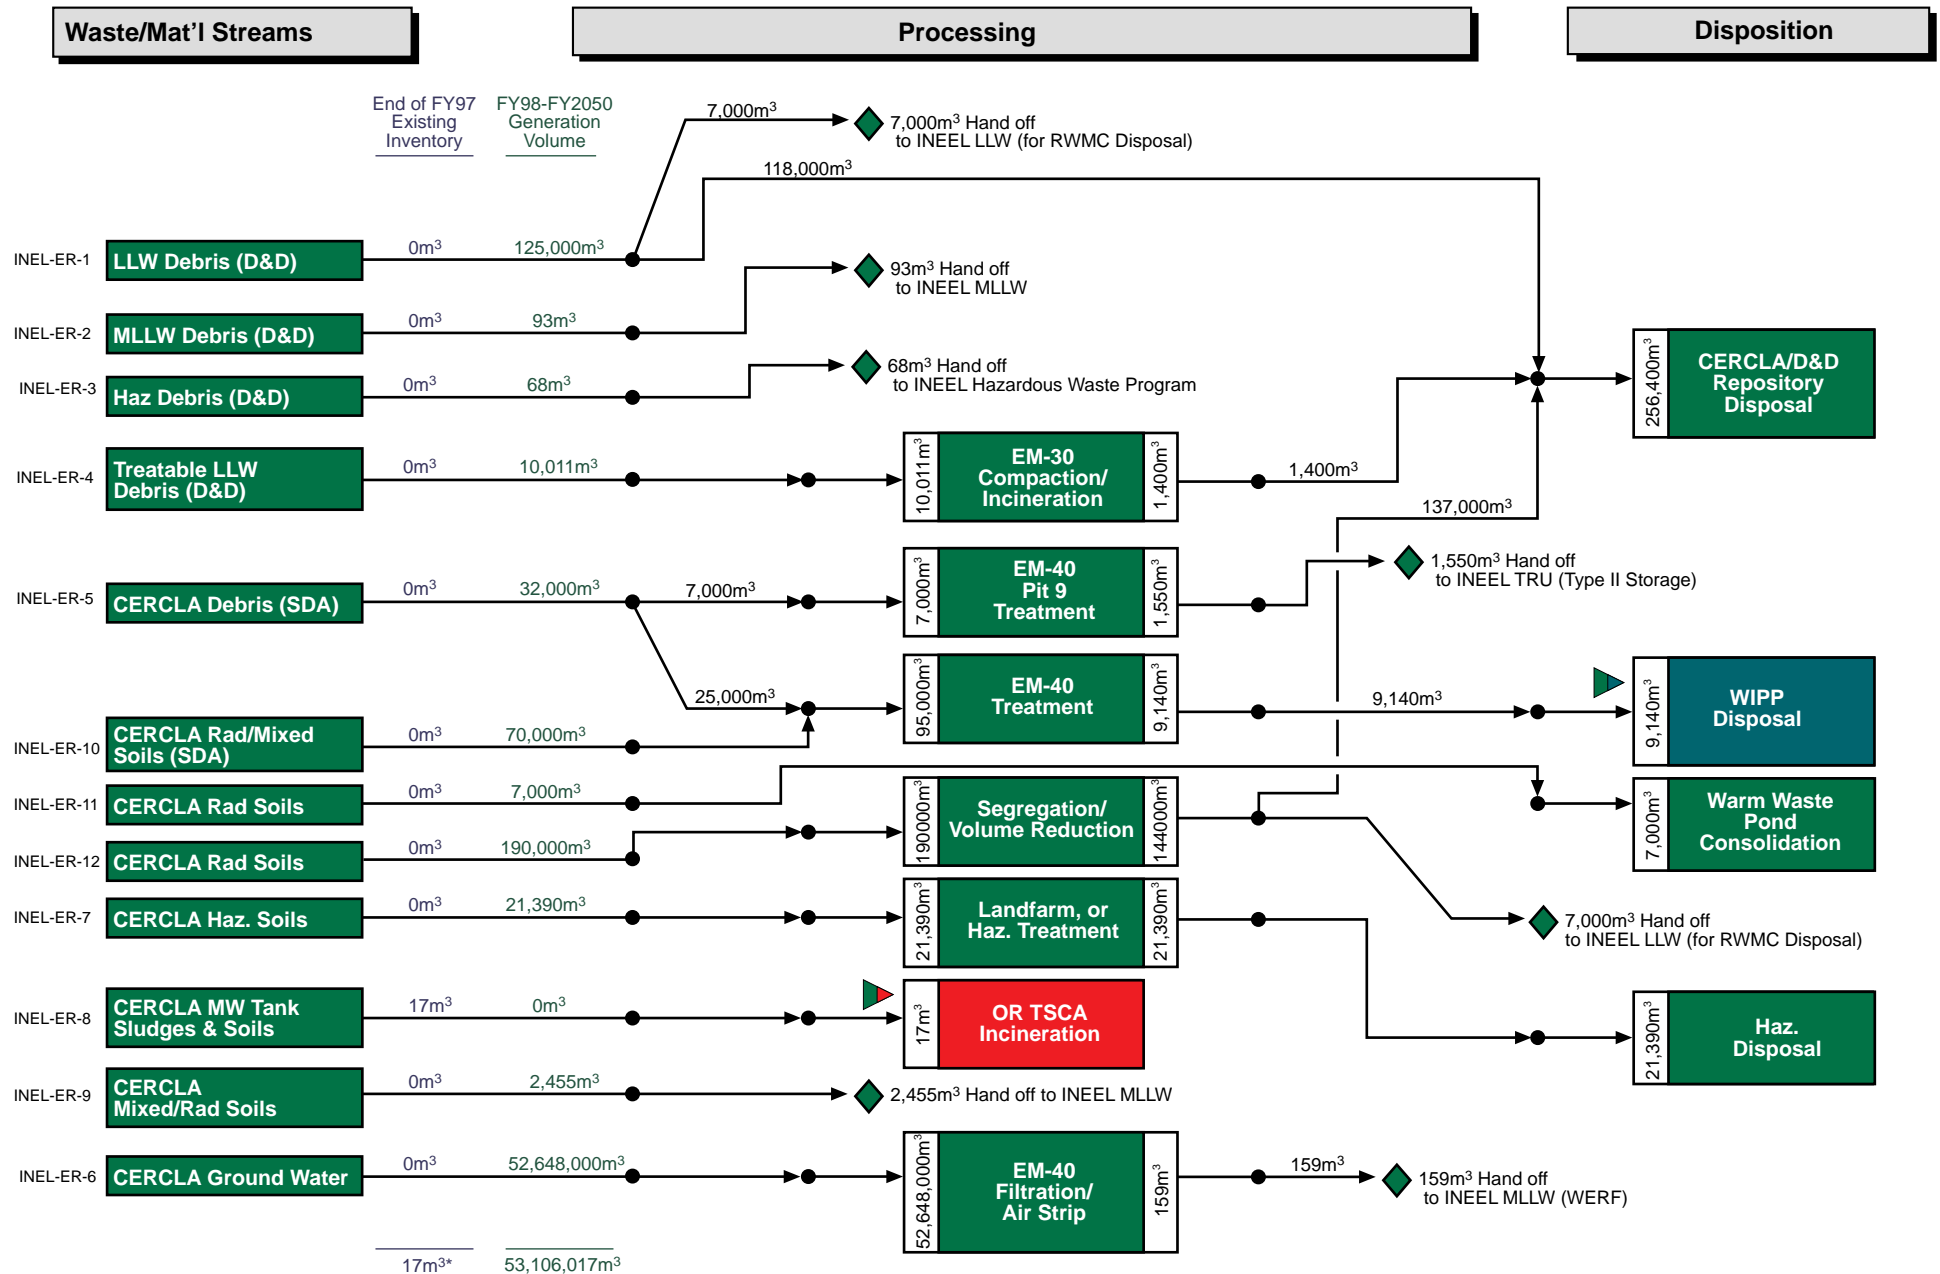 Waste/Mat'l Streams
Processing
Disposition
End of FY97
Existing
Inventory
FY98-FY2050
Generation
Volume
7,000m³
7,000m³ Hand off
to INEEL LLW (for RWMC Disposal)
118,000m³
INEL-ER-1
LLW Debris (D&D)
0m³
125,000m³
93m³ Hand off
to INEEL MLLW
INEL-ER-2
MLLW Debris (D&D)
0m³
93m³
68m³ Hand off
to INEEL Hazardous Waste Program
INEL-ER-3
Haz Debris (D&D)
0m³
68m³
256,400m³
CERCLA/D&D
Repository
Disposal
INEL-ER-4
Treatable LLW
Debris (D&D)
0m³
10,011m³
10,011m³
EM-30
Compaction/
Incineration
1,400m³
1,400m³
137,000m³
INEL-ER-5
CERCLA Debris (SDA)
0m³
32,000m³
7,000m³
7,000m³
EM-40
Pit 9
Treatment
1,550m³
1,550m³ Hand off
to INEEL TRU (Type II Storage)
25,000m³
95,000m³
EM-40
Treatment
9,140m³
9,140m³
9,140m³
WIPP
Disposal
INEL-ER-10
CERCLA Rad/Mixed
Soils (SDA)
0m³
70,000m³
INEL-ER-11
CERCLA Rad Soils
0m³
7,000m³
190000m³
Segregation/
Volume Reduction
144000m³
7,000m³
Warm Waste
Pond
Consolidation
INEL-ER-12
CERCLA Rad Soils
0m³
190,000m³
INEL-ER-7
CERCLA Haz. Soils
0m³
21,390m³
21,390m³
Landfarm, or
Haz. Treatment
21,390m³
7,000m³ Hand off
to INEEL LLW (for RWMC Disposal)
INEL-ER-8
CERCLA MW Tank
Sludges & Soils
17m³
0m³
17m³
OR TSCA
Incineration
21,390m³
Haz.
Disposal
INEL-ER-9
CERCLA
Mixed/Rad Soils
0m³
2,455m³
2,455m³ Hand off to INEEL MLLW
INEL-ER-6
CERCLA Ground Water
0m³
52,648,000m³
52,648,000m³
EM-40
Filtration/
Air Strip
159m³
159m³
159m³ Hand off
to INEEL MLLW (WERF)
17m³*
53,106,017m³